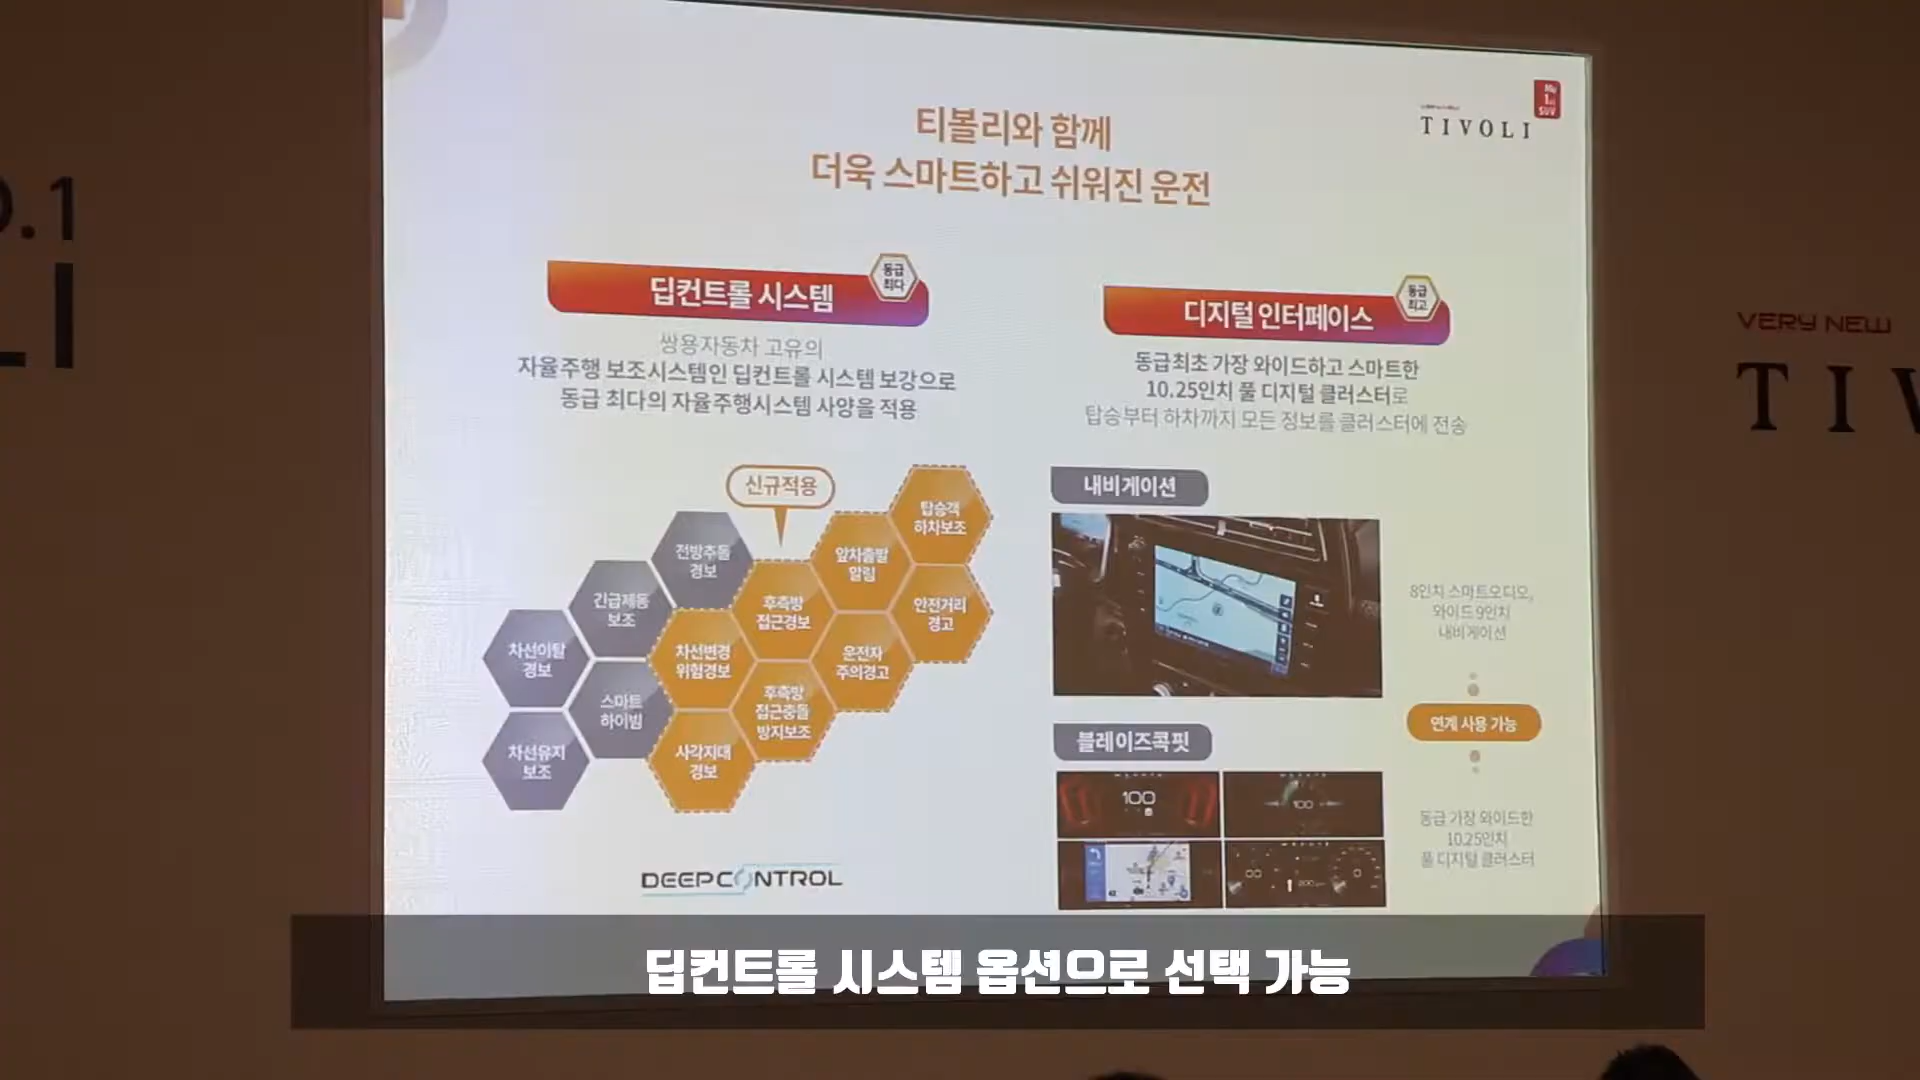 .1
LI
티볼리와 함께
더욱 스마트하고 쉬워진 운전
TIVOLI
My
1st
SUV
VERY NEW
TIV
딥컨트롤 시스템
동급
최다
쌍용자동차 고유의
자율주행 보조시스템인 딥컨트롤 시스템 보강으로
동급 최다의 자율주행시스템 사양을 적용
신규적용
탑승객
하차보조
전방추돌
경보
앞차출발
알림
긴급제동
보조
후측방
접근경보
안전거리
경고
차선이탈
경보
차선변경
위험경보
운전자
주의경고
스마트
하이빔
후측방
접근충돌
방지보조
차선유지
보조
사각지대
경보
DEEPCONTROL
디지털 인터페이스
동급
최고
동급최초 가장 와이드하고 스마트한
10.25인치 풀 디지털 클러스터로
탑승부터 하차까지 모든 정보를 클러스터에 전송
내비게이션
8인치 스마트오디오,
와이드 9인치
내비게이션
연계 사용 가능
블레이즈콕핏
100
100
동급 가장 와이드한
10.25인치
풀 디지털 클러스터
딥컨트롤 시스템 옵션으로 선택 가능